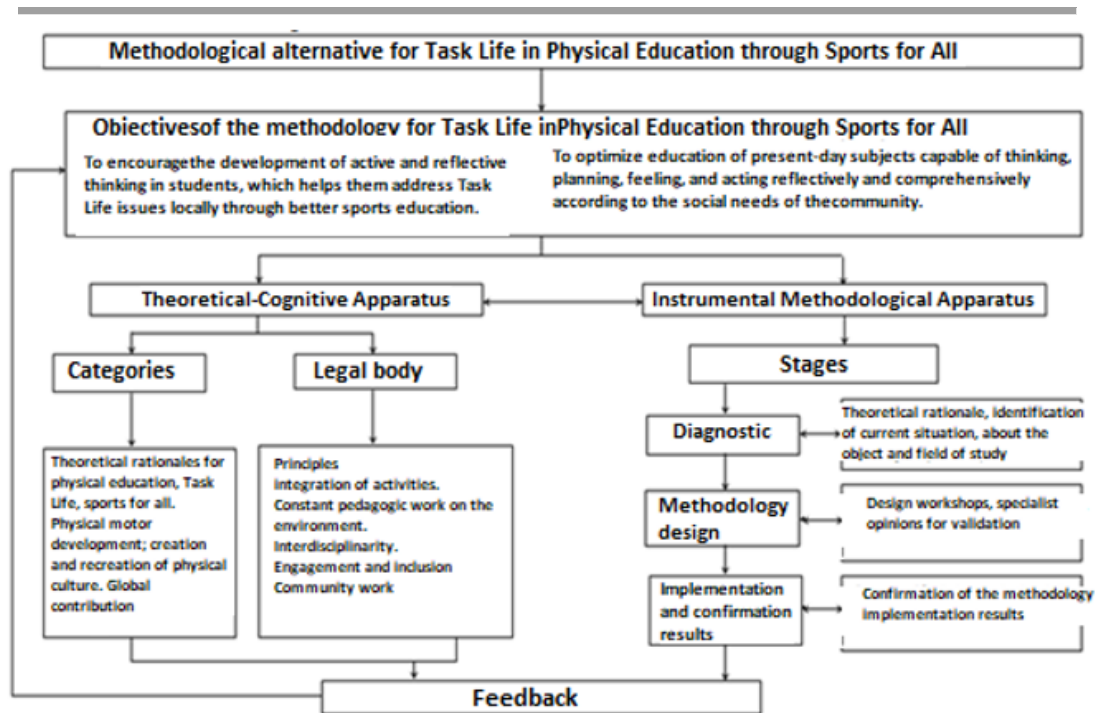 Methodological alternative for Task Life in Physical Education through Sports for All
Obiectivesof the methodology for Task Life inPhysical Education through Sports for All
To encouragethe development of active and reflective
thinking in students, which helps them address Task
Life issues locally through better sports education.
To optimize education of present-day subjects capable of thinking,
planning, feeling, and acting reflectively and comprehensively
according to the social needs of thecommunity.
Theoretical-Cognitive Apparatus
Instrumental Methodological Apparatus
Categories
Legal body
Stages
Theoretical rationales for
physical education, Task
Life, sports for all.
Physical motor
development; creation
and recreation of physical
culture. Global
contribution
Principles
Integration of activities.
Constant pedagogic work on the
environment.
Interdisciplinarity.
Engagement and inclusion
Community work
Diagnostic
Theoretical rationale, identification
of current situation, about the
object and field of study
Methodology
design
Design workshops, specialist
opinions for validation
Implementation
and confirmation
results
Confirmation of the methodology
implementation results
Feedback